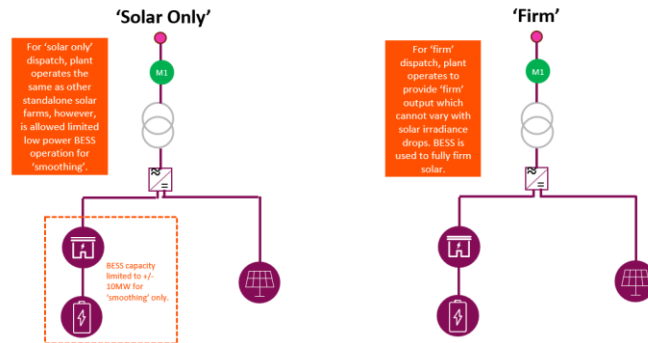 ‘Solar Only’
For ‘solar only’
dispatch, plant
operates the
same as other
standalone solar
farms, however,
is allowed limited
low power BESS
operation for
‘smoothing’.
M1
BESS capacity
limited to +/-
10MW for
‘smoothing’ only.
‘Firm’
For ‘firm’
dispatch, plant
operates to
provide ‘firm’
output which
cannot vary with
solar irradiance
drops. BESS is
used to fully firm
solar.
M1